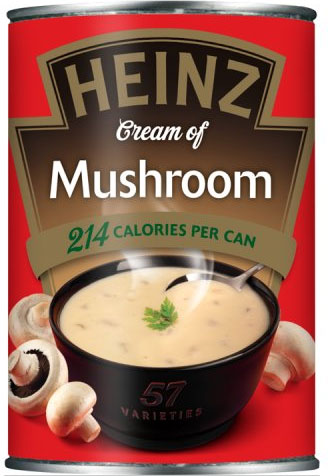 HEINZ
Cream of
Mushroom
214 CALORIES PER CAN
57
VARIETIES